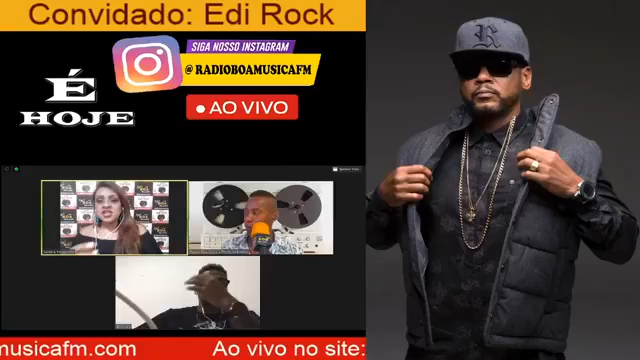 Convidado: Edi Rock
SIGA NOSSO INSTAGRAM
@RADIOBOAMUSICAFM
É
HOJE
AO VIVO
R
musicafm.com
Ao vivo no site: